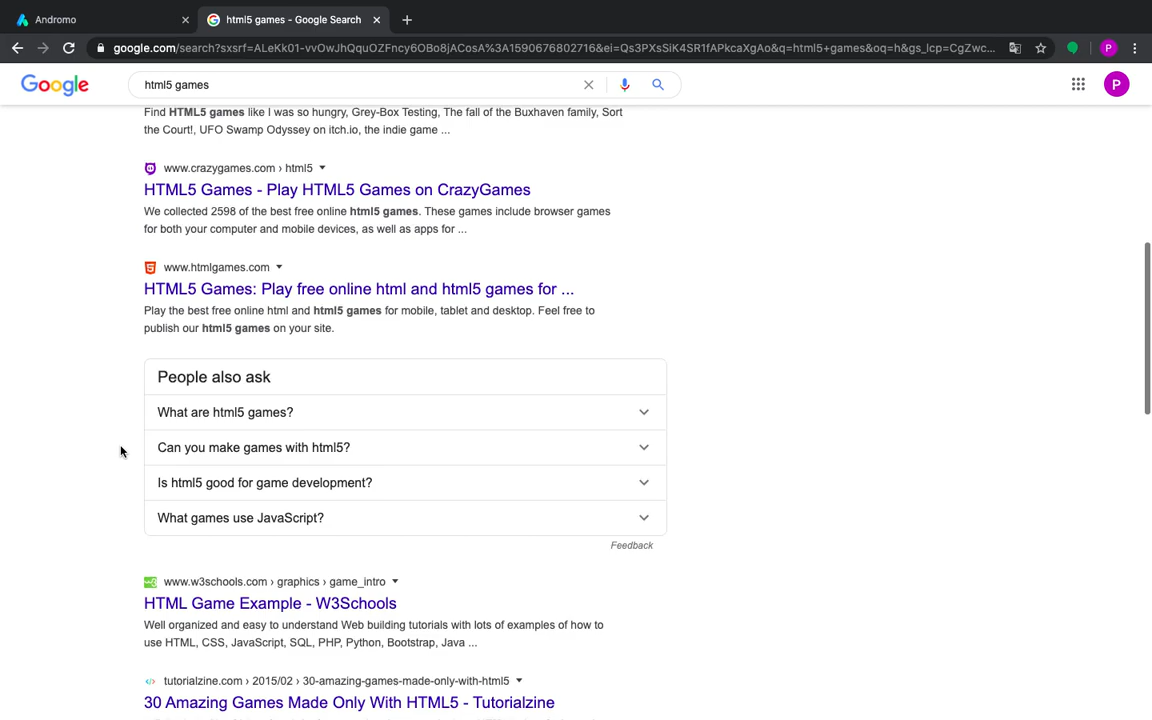 Andromo
html5 games - Google Search
google.com/search?sxsrf=ALeKk01-vvOwJhQquOZFncy6OBo8jACosA%3A1590676802716&ei=Qs3PXsSiK4SR1fAPkcaXgAo&q=html5+games&oq=h&gs_lcp=CgZwc...
P
Google
html5 games
P
Find HTML5 games like I was so hungry, Grey-Box Testing, The fall of the Buxhaven family, Sort
the Court!, UFO Swamp Odyssey on itch.io, the indie game ...
www.crazygames.com › html5
HTML5 Games - Play HTML5 Games on CrazyGames
We collected 2598 of the best free online html5 games. These games include browser games
for both your computer and mobile devices, as well as apps for ...
www.htmlgames.com
HTML5 Games: Play free online html and html5 games for ...
Play the best free online html and html5 games for mobile, tablet and desktop. Feel free to
publish our html5 games on your site.
People also ask
What are html5 games?
Can you make games with html5?
Is html5 good for game development?
What games use JavaScript?
Feedback
www.w3schools.com › graphics › game_intro
HTML Game Example - W3Schools
Well organized and easy to understand Web building tutorials with lots of examples of how to
use HTML, CSS, JavaScript, SQL, PHP, Python, Bootstrap, Java ...
tutorialzine.com › 2015/02 › 30-amazing-games-made-only-with-html5
30 Amazing Games Made Only With HTML5 - Tutorialzine